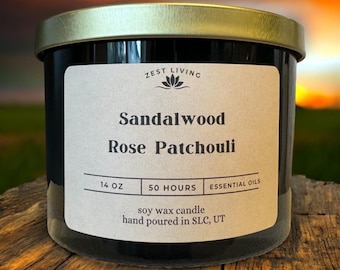 ZEST LIVING
Sandalwood
Rose Patchouli
14 OZ 50 HOURS ESSENTIAL OILS
soy wax candle
hand poured in SLC, UT